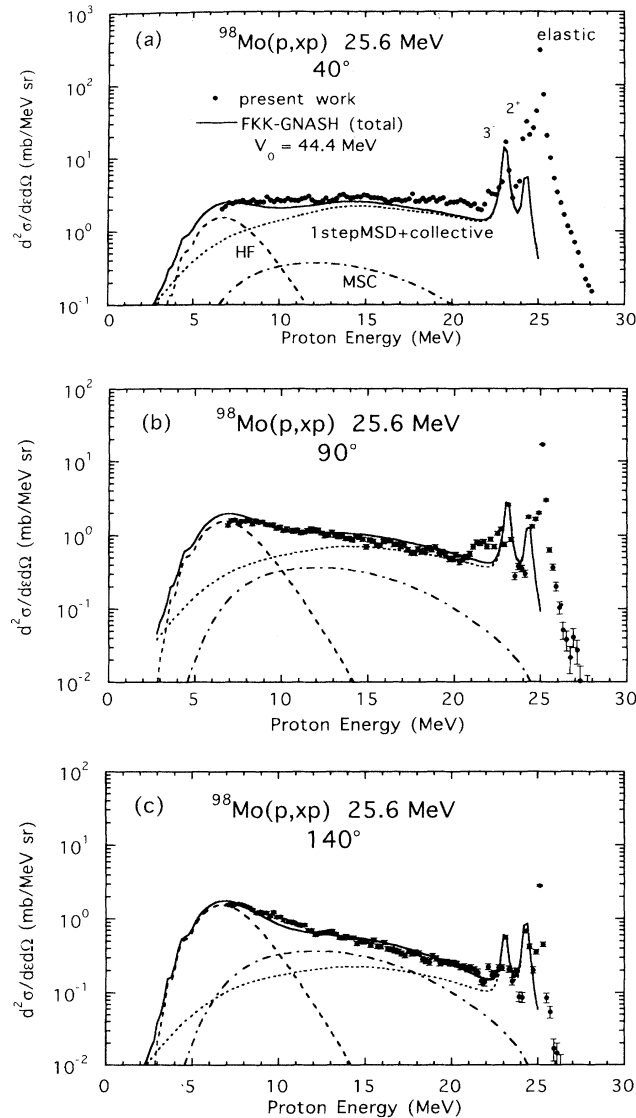 (a) ⁹⁸Mo(p,xp) 25.6 MeV
40°
elastic
• present work
— FKK-GNASH (total)
V₀ = 44.4 MeV
2⁺
3⁻
1stepMSD+collective
HF
MSC
d²σ/dεdΩ (mb/MeV sr)
10³
10²
10¹
10⁰
10⁻¹
0 5 10 15 20 25 30
Proton Energy (MeV)
(b) ⁹⁸Mo(p,xp) 25.6 MeV
90°
d²σ/dεdΩ (mb/MeV sr)
10²
10¹
10⁰
10⁻¹
10⁻²
0 5 10 15 20 25 30
Proton Energy (MeV)
(c) ⁹⁸Mo(p,xp) 25.6 MeV
140°
d²σ/dεdΩ (mb/MeV sr)
10²
10¹
10⁰
10⁻¹
10⁻²
0 5 10 15 20 25 30
Proton Energy (MeV)